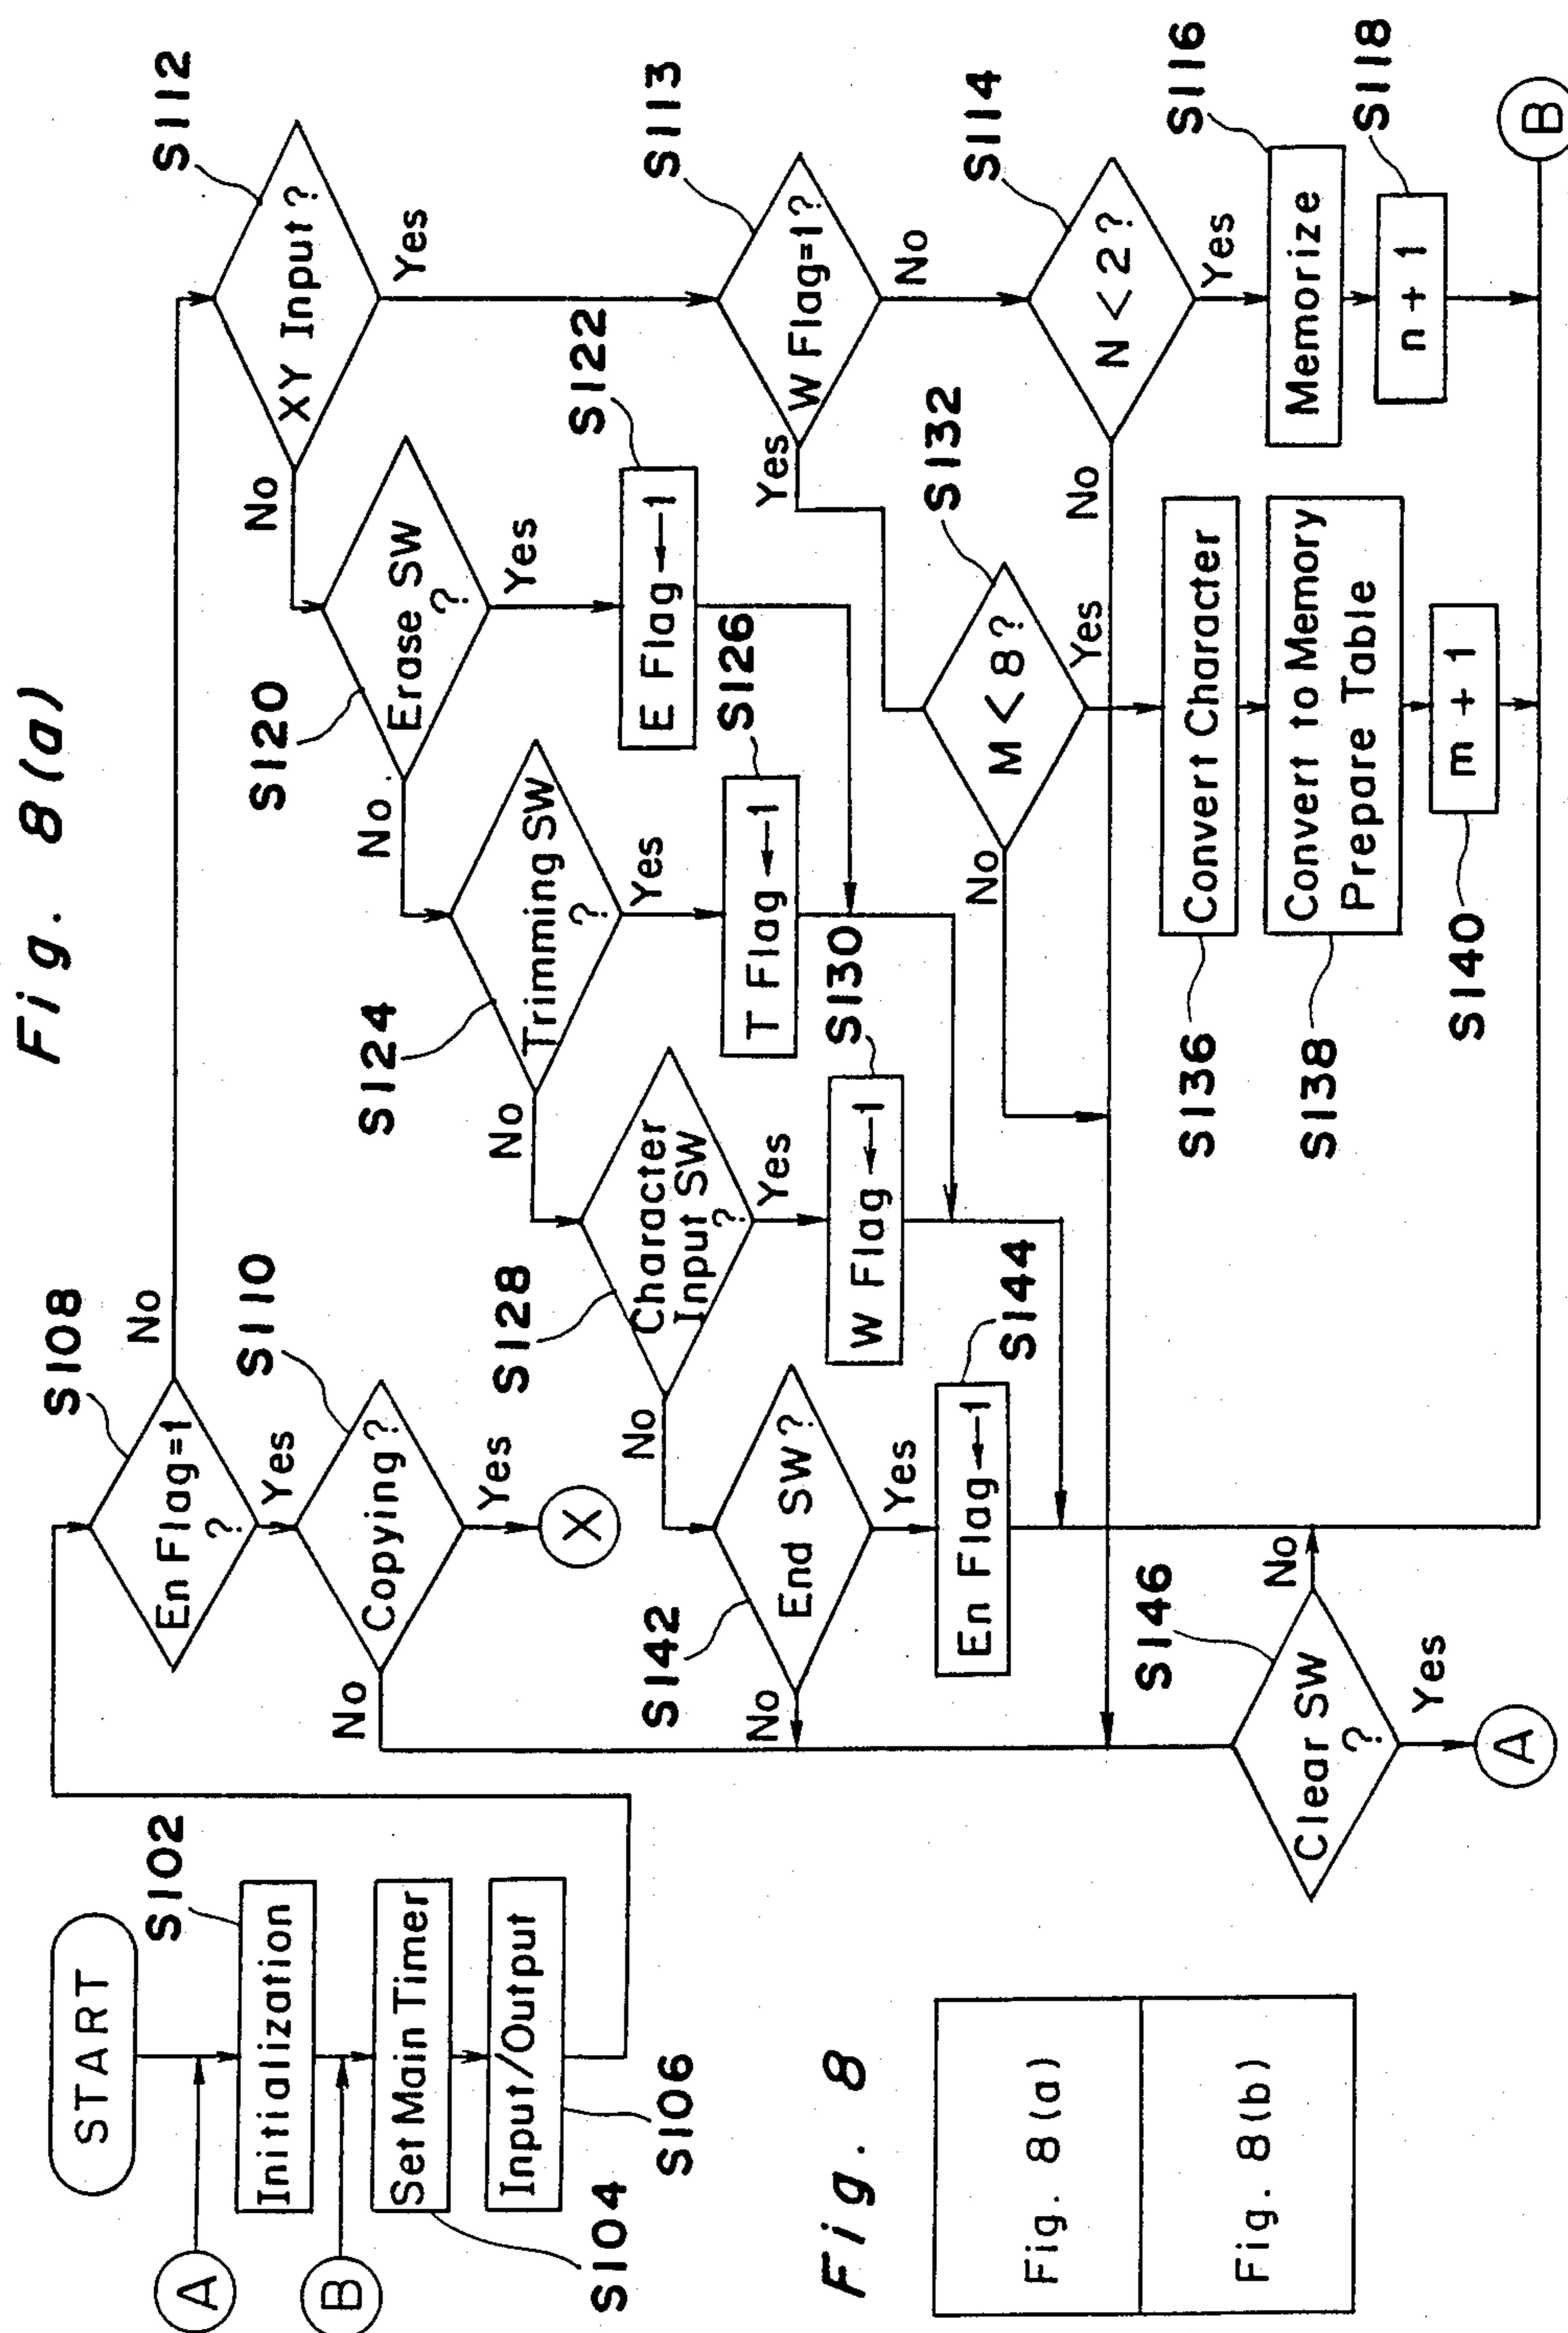 Fig. 8(a)
START
A
S102
Initialization
B
Set Main Timer
S104
Input/Output
S106
S108
En Flag=1
?
No
Yes
S110
Copying?
No
Yes
X
S112
XY Input?
No
Yes
S120
Erase SW
?
No
Yes
S122
E Flag←1
S124
Trimming SW
?
No
Yes
S126
T Flag←1
S128
Character
Input SW
?
No
Yes
S130
W Flag←1
S142
End SW?
No
Yes
S144
En Flag←1
S113
W Flag=1?
Yes
No
S114
N<2?
No
Yes
S116
Memorize
S118
n+1
S132
M<8?
No
Yes
S136
Convert Character
S138
Convert to Memory
Prepare Table
S140
m+1
B
S146
Clear SW
?
No
Yes
A
Fig. 8
Fig. 8(a)
Fig. 8(b)